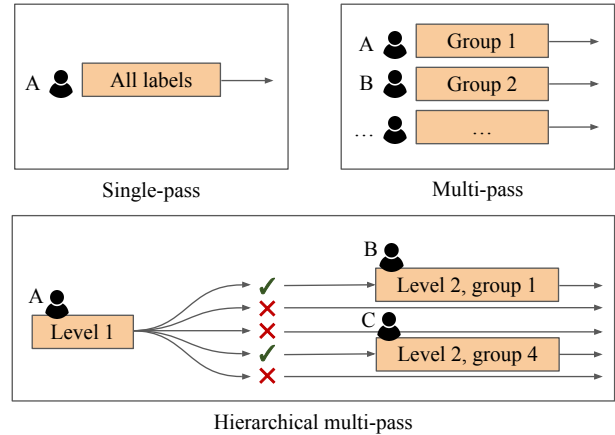 A
All labels
Single-pass
A
Group 1
B
Group 2
…
…
Multi-pass
A
Level 1
B
Level 2, group 1
C
Level 2, group 4
Hierarchical multi-pass